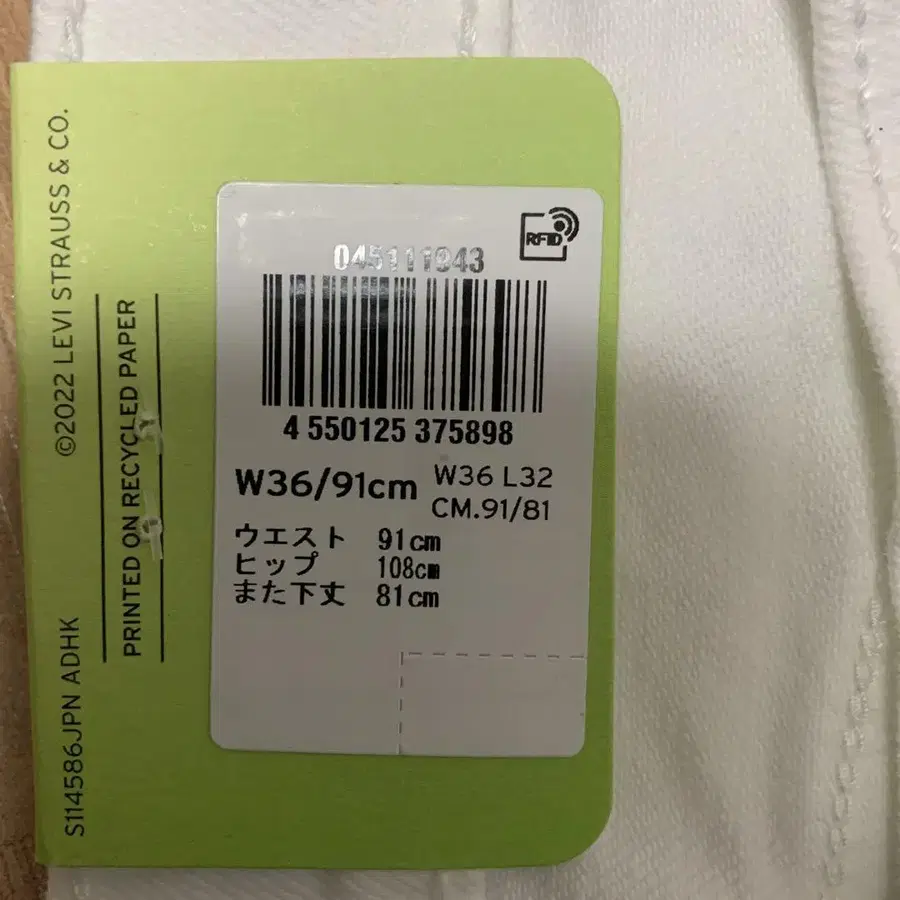 ©2022 LEVI STRAUSS & CO.
PRINTED ON RECYCLED PAPER
S114586JPN ADHK
RFID
045111943
4 550125 375898
W36/91cm
W36 L32
CM.91/81
ウエスト 91cm
ヒップ 108cm
また下丈 81cm